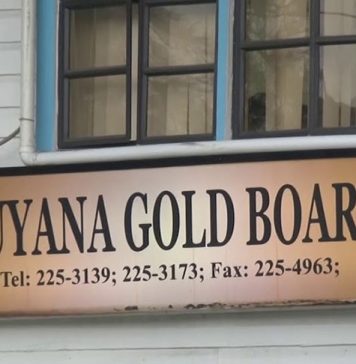 UYANA GOLD BOAR
Tel: 225-3139; 225-3173; Fax: 225-4963;